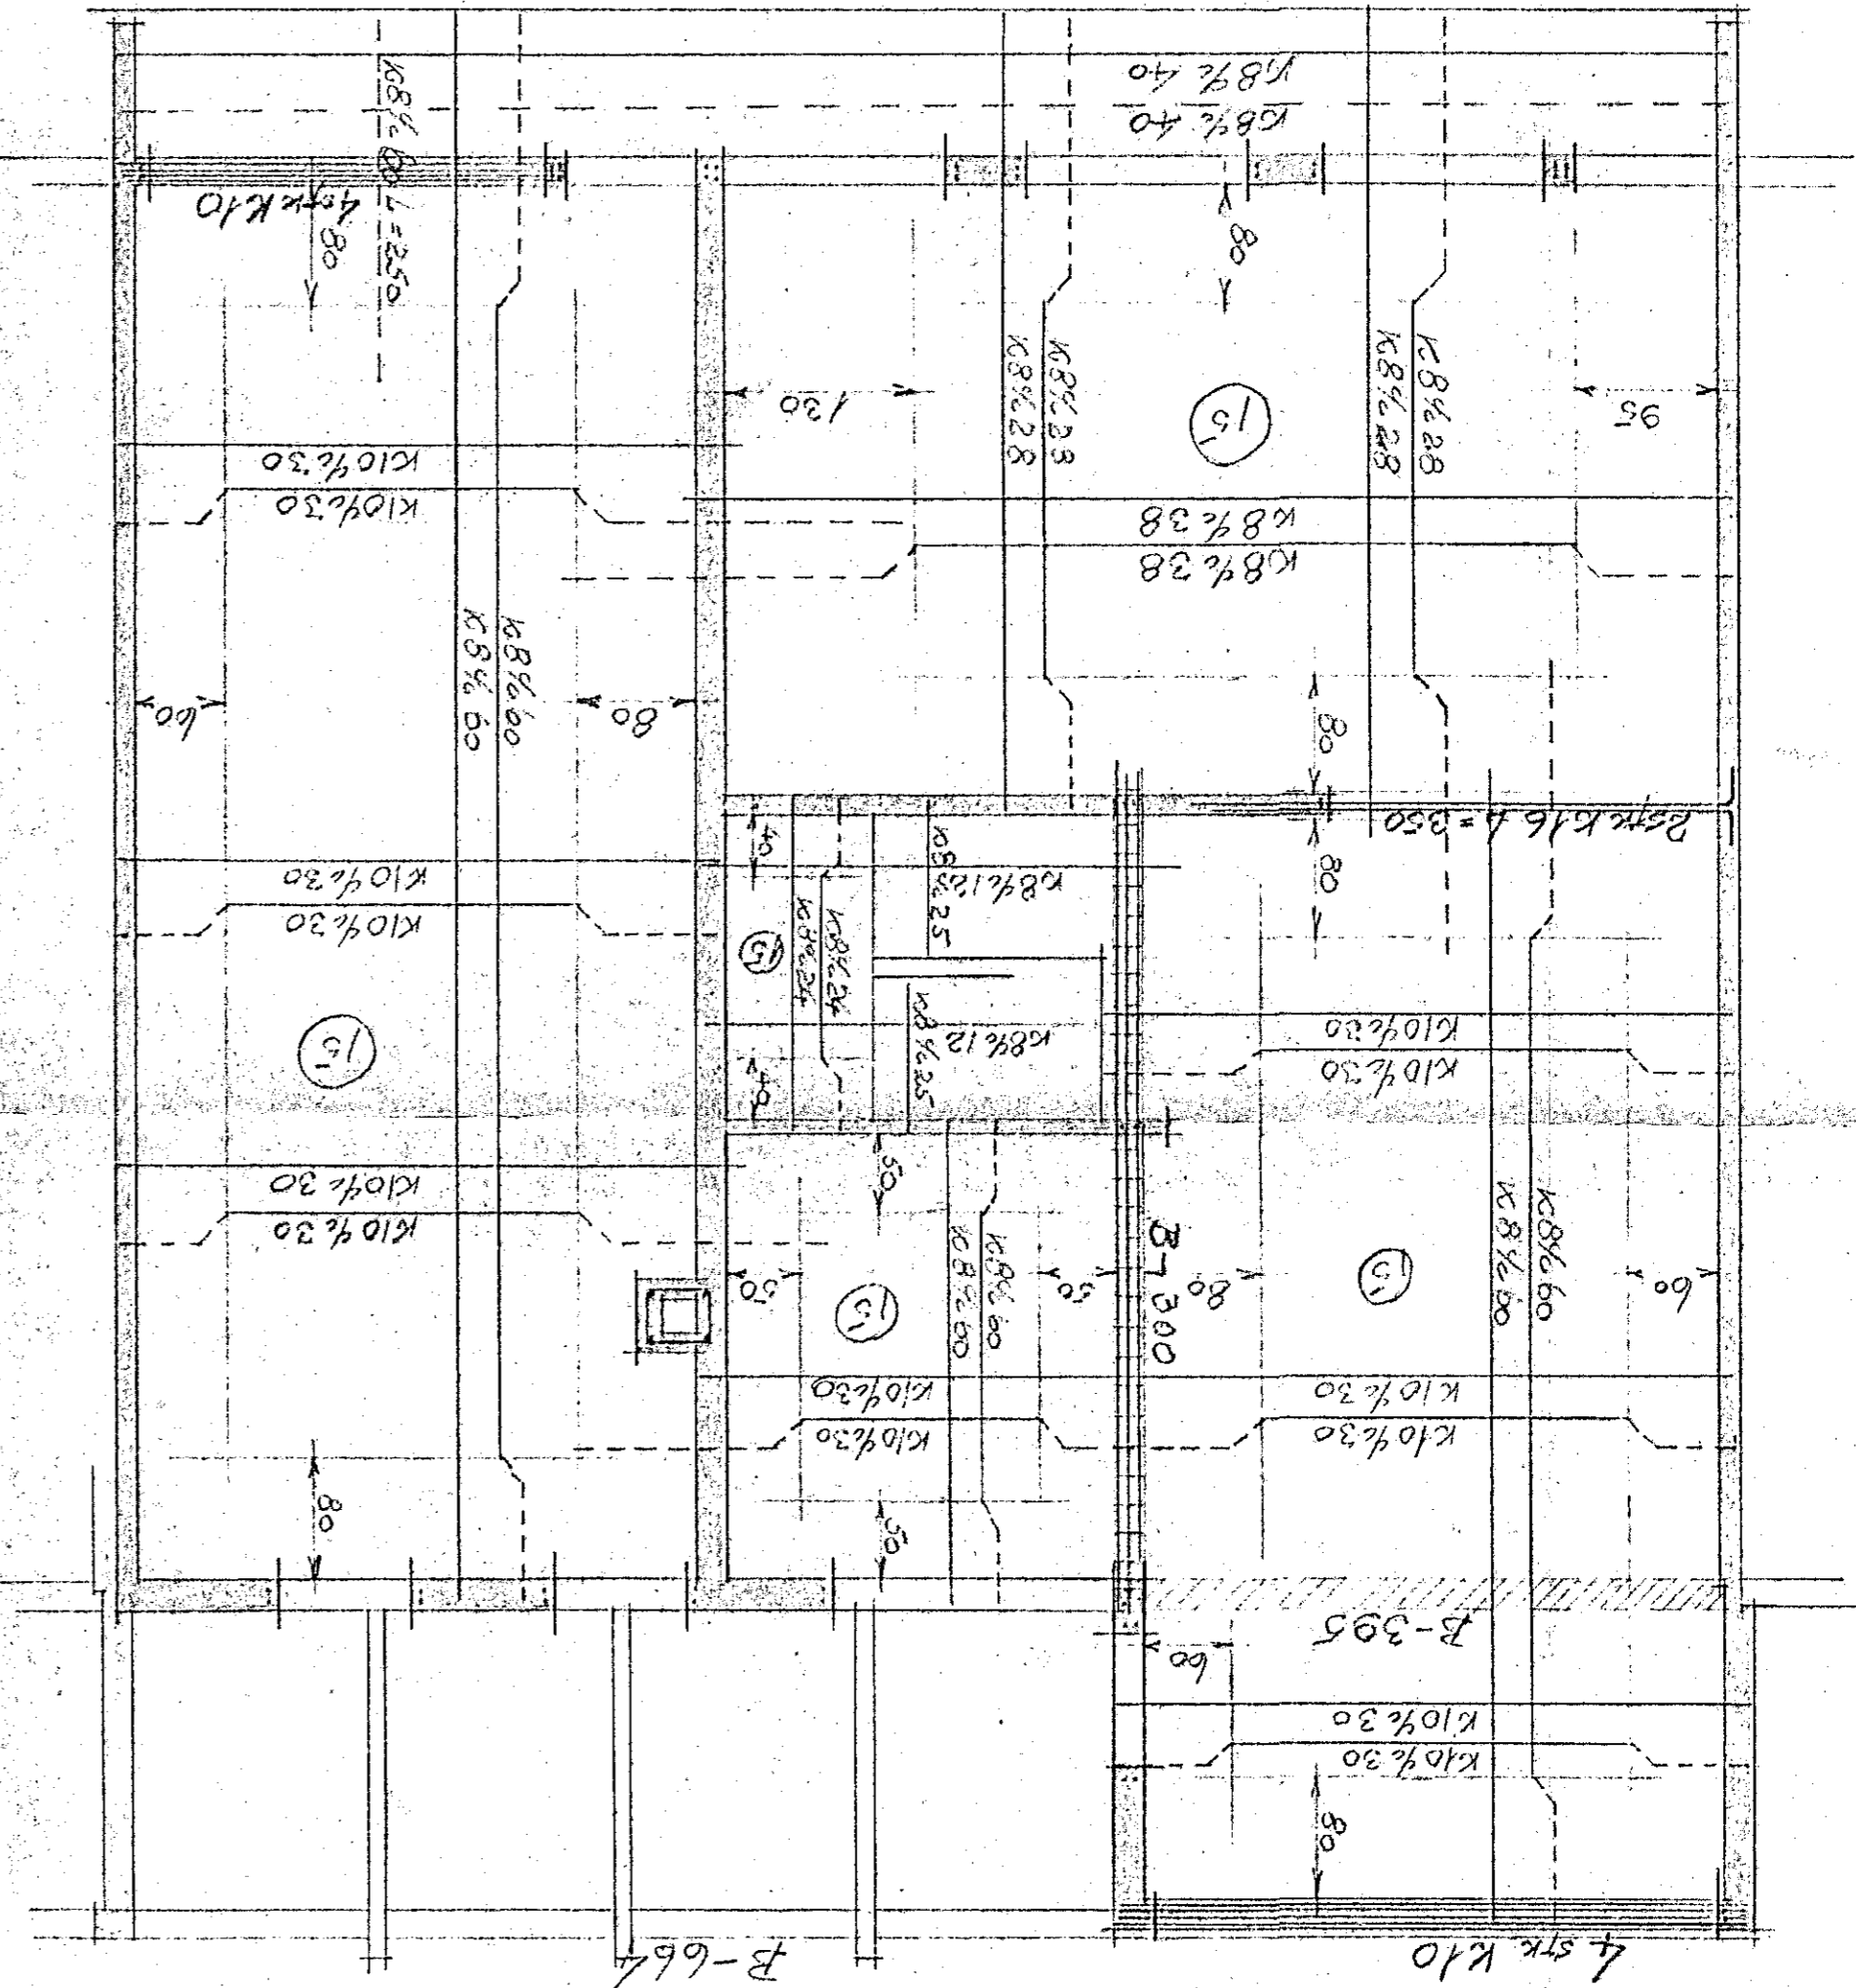 4 STK K10
B-664
80
K10 % 30
K10 % 30
60
B-395
80
50
K10 % 30
K10 % 30
K10 % 30
K10 % 30
60
K8 % 60
K8 % 60
15
80
B-300
50
K8 % 60
K8 % 60
15
50
50
K10 % 30
K10 % 30
K10 % 30
K10 % 30
40
K8 % 12
K8 % 25
15
K8 % 24
K8 % 24
15
K8 % 12
K8 % 25
K10 % 30
K10 % 30
80
40
2 stk K16 L = 350
80
60
80
K8 % 60
K8 % 60
K8 % 38
K8 % 38
K10 % 30
K10 % 30
95
K8 % 28
K8 % 28
15
130
K8 % 28
80
80
4 stk K10
K8 % 60 L = 250
K8 % 40
K8 % 40